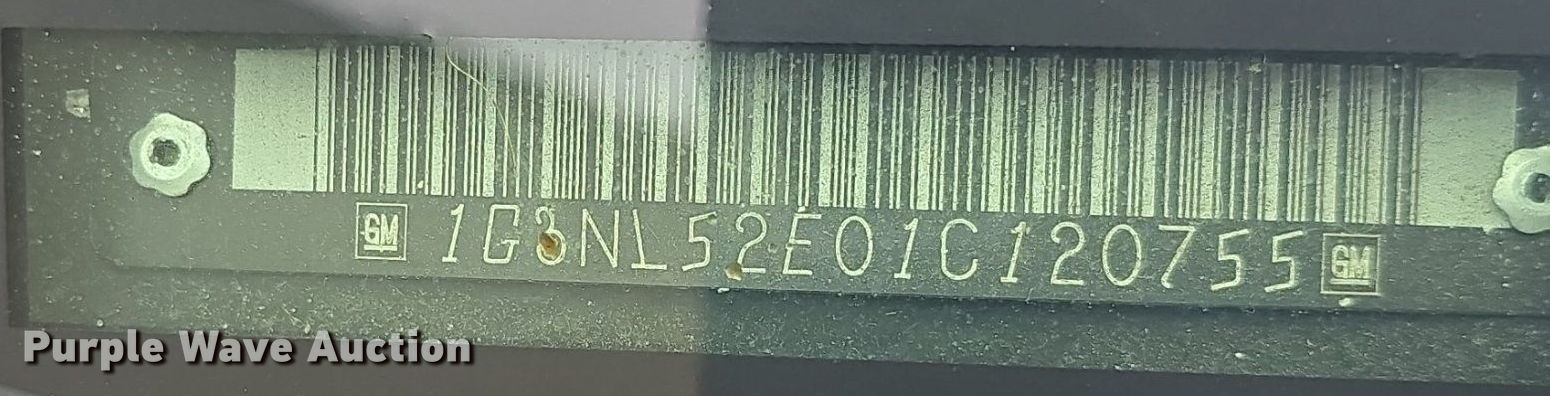 GM 1G3NL52E01C120755 GM
Purple Wave Auction